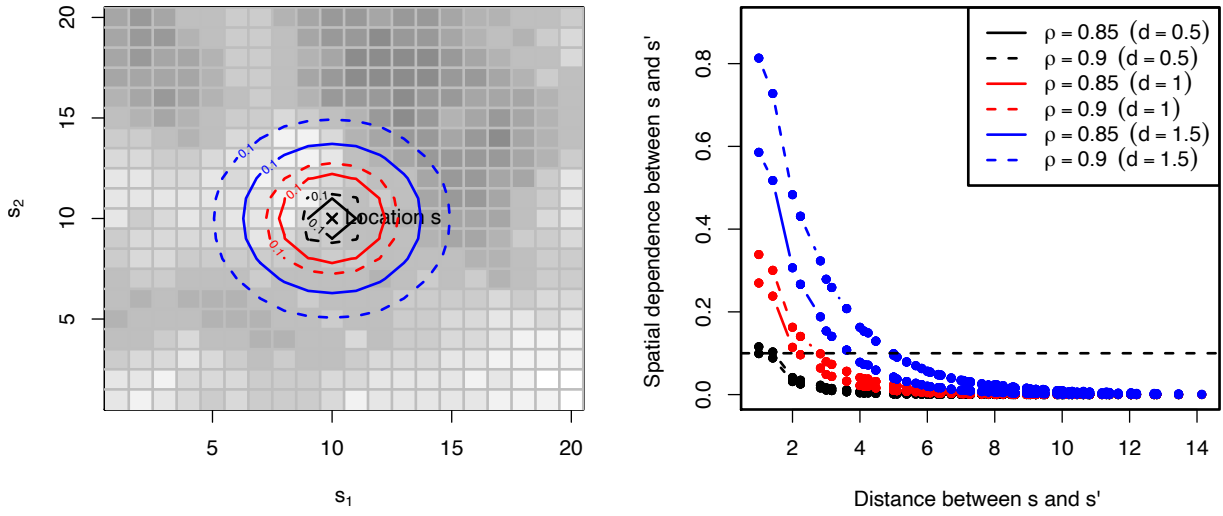 20
15
10
5
s₂
0.1
0.1
0.1
0.1
0.1
0.1
Location s
5
10
15
20
s₁
Spatial dependence between s and s'
0.8
0.6
0.4
0.2
0.0
ρ = 0.85 (d = 0.5)
ρ = 0.9 (d = 0.5)
ρ = 0.85 (d = 1)
ρ = 0.9 (d = 1)
ρ = 0.85 (d = 1.5)
ρ = 0.9 (d = 1.5)
2
4
6
8
10
12
14
Distance between s and s'